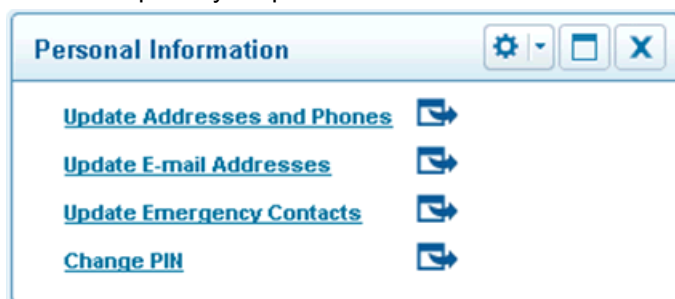 Personal Information
Update Addresses and Phones
Update E-mail Addresses
Update Emergency Contacts
Change PIN